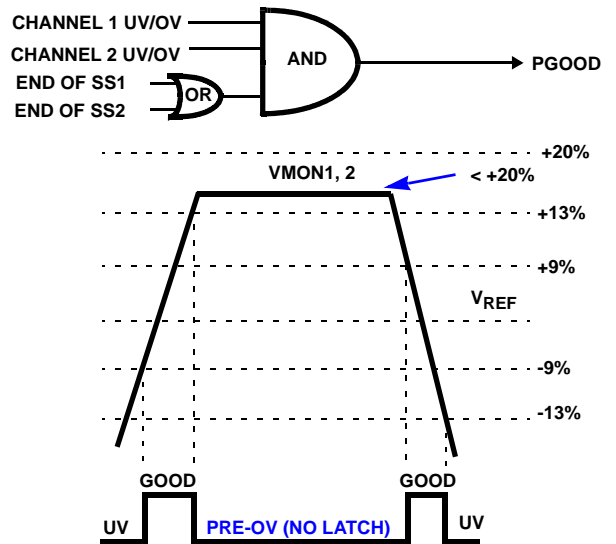 CHANNEL 1 UV/OV
CHANNEL 2 UV/OV
END OF SS1
END OF SS2
OR
AND
PGOOD
+20%
VMON1, 2
< +20%
+13%
+9%
VREF
-9%
-13%
GOOD
GOOD
UV
PRE-OV (NO LATCH)
UV